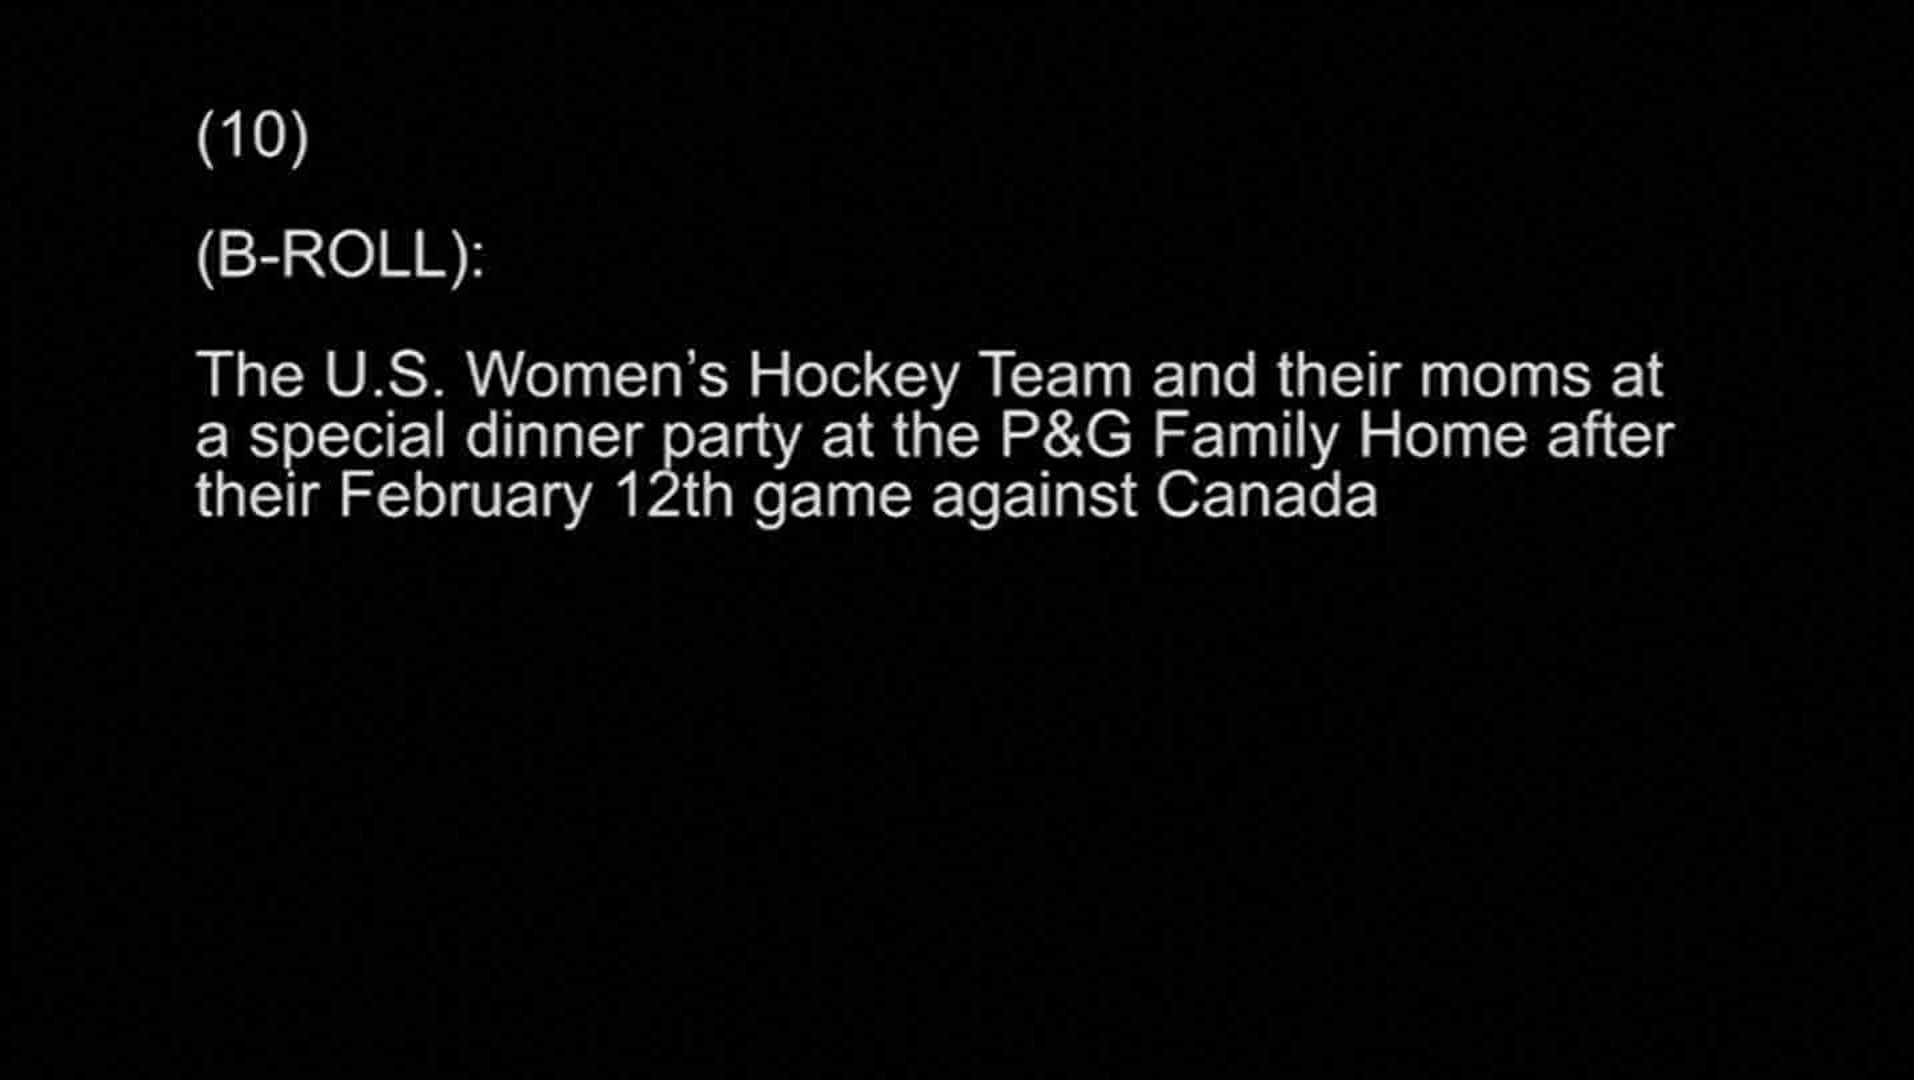 (10)
(B-ROLL):
The U.S. Women’s Hockey Team and their moms at
a special dinner party at the P&G Family Home after
their February 12th game against Canada